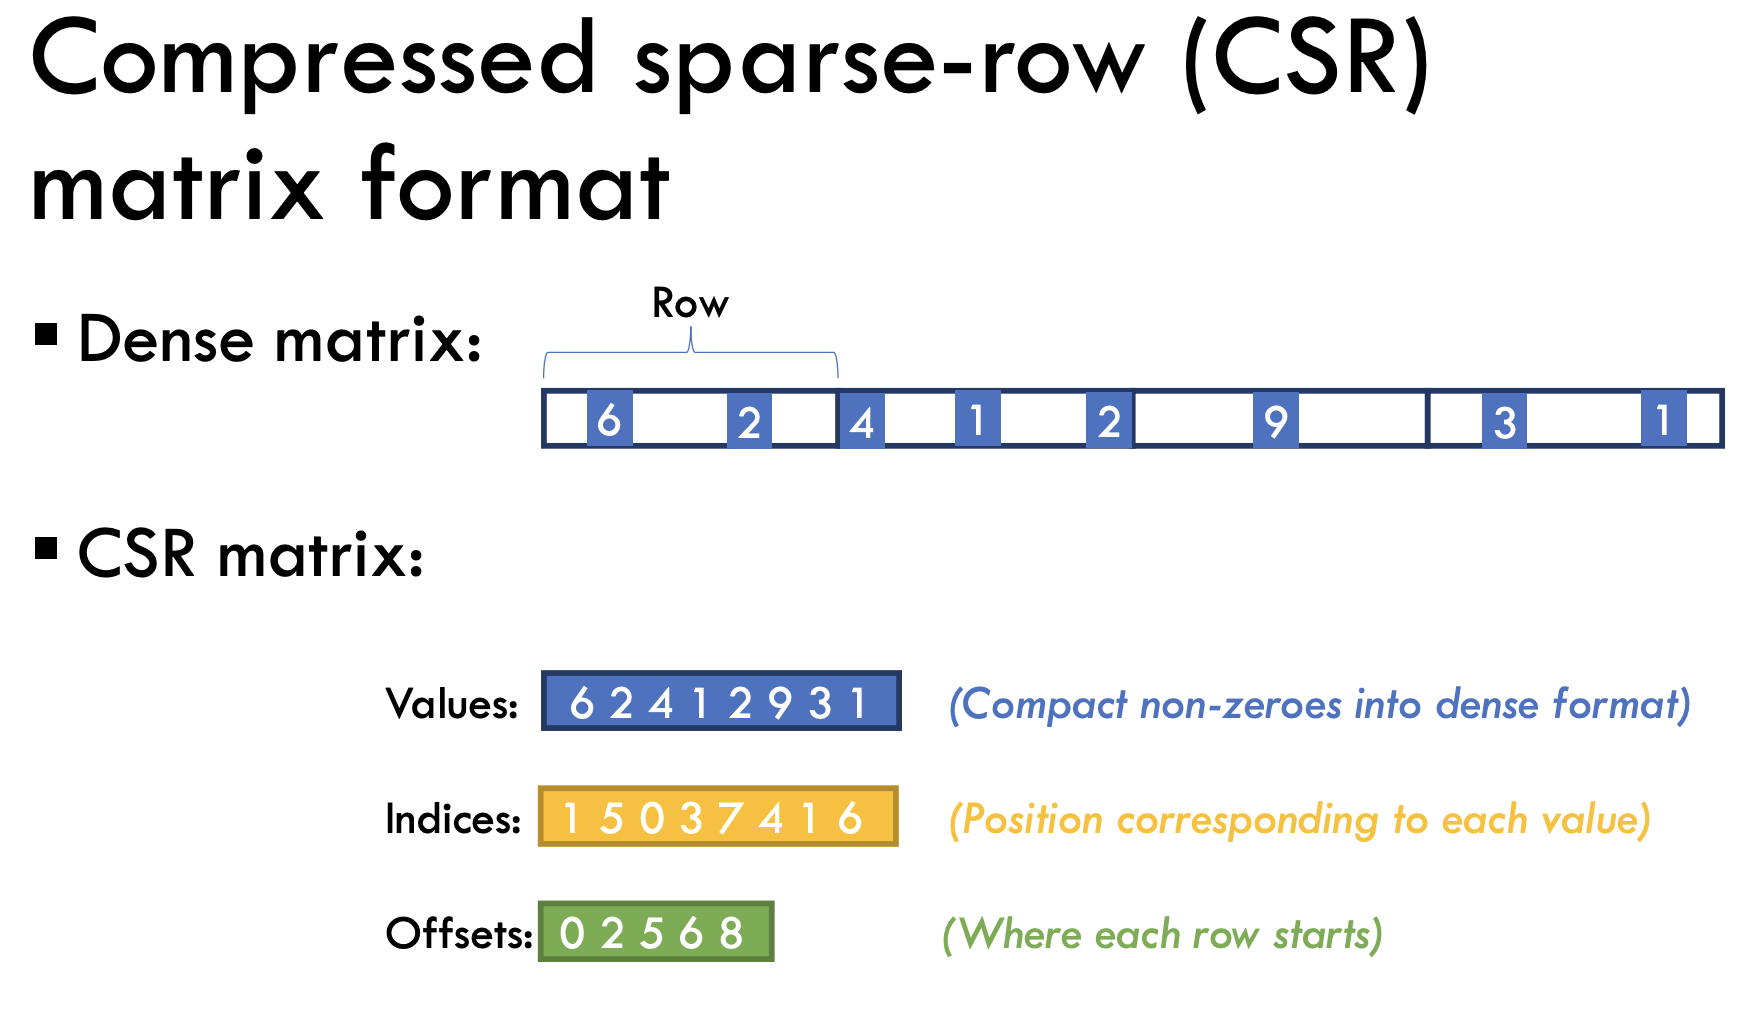 Compressed sparse-row (CSR)
matrix format
▪ Dense matrix:
Row
6 2 4 1 2 9 3 1
▪ CSR matrix:
Values: 6 2 4 1 2 9 3 1 (Compact non-zeroes into dense format)
Indices: 1 5 0 3 7 4 1 6 (Position corresponding to each value)
Offsets: 0 2 5 6 8 (Where each row starts)